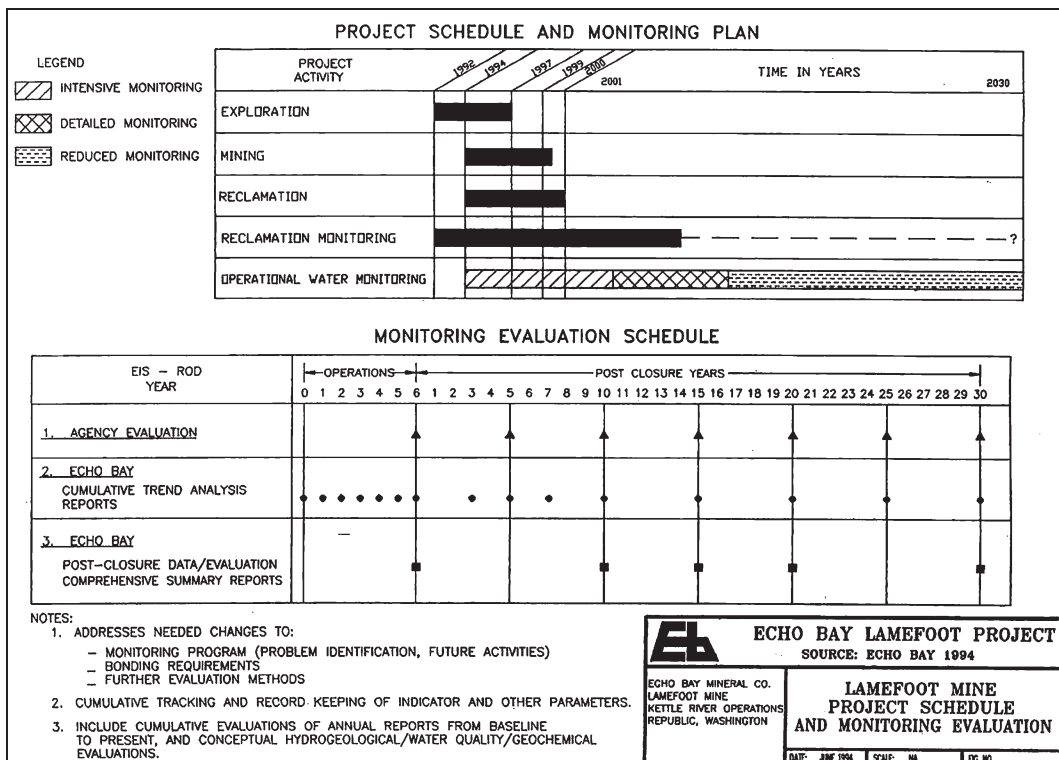 PROJECT SCHEDULE AND MONITORING PLAN
LEGEND
INTENSIVE MONITORING
DETAILED MONITORING
REDUCED MONITORING
PROJECT
ACTIVITY
1992
1994
1997
1999
2000
2001
TIME IN YEARS
2030
EXPLORATION
MINING
RECLAMATION
RECLAMATION MONITORING
?
OPERATIONAL WATER MONITORING
MONITORING EVALUATION SCHEDULE
EIS – ROD
YEAR
OPERATIONS
POST CLOSURE YEARS
0 1 2 3 4 5 6 1 2 3 4 5 6 7 8 9 10 11 12 13 14 15 16 17 18 19 20 21 22 23 24 25 26 27 28 29 30
1. AGENCY EVALUATION
2. ECHO BAY
CUMULATIVE TREND ANALYSIS
REPORTS
3. ECHO BAY
POST-CLOSURE DATA/EVALUATION
COMPREHENSIVE SUMMARY REPORTS
NOTES:
1. ADDRESSES NEEDED CHANGES TO:
– MONITORING PROGRAM (PROBLEM IDENTIFICATION, FUTURE ACTIVITIES)
– BONDING REQUIREMENTS
– FURTHER EVALUATION METHODS
2. CUMULATIVE TRACKING AND RECORD KEEPING OF INDICATOR AND OTHER PARAMETERS.
3. INCLUDE CUMULATIVE EVALUATIONS OF ANNUAL REPORTS FROM BASELINE
TO PRESENT, AND CONCEPTUAL HYDROGEOLOGICAL/WATER QUALITY/GEOCHEMICAL
EVALUATIONS.
Eb
ECHO BAY LAMEFOOT PROJECT
SOURCE: ECHO BAY 1994
ECHO BAY MINERAL CO.
LAMEFOOT MINE
KETTLE RIVER OPERATIONS
REPUBLIC, WASHINGTON
LAMEFOOT MINE
PROJECT SCHEDULE
AND MONITORING EVALUATION
DATE: JUNE 1994 SCALE: NA FIG NO.